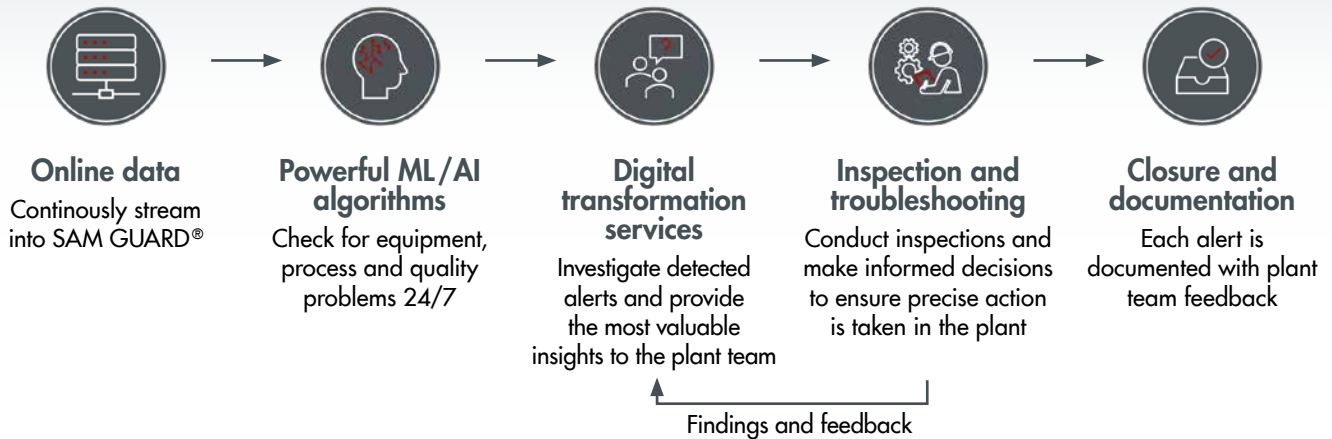 Online data
Continously stream
into SAM GUARD®
Powerful ML/AI
algorithms
Check for equipment,
process and quality
problems 24/7
Digital
transformation
services
Investigate detected
alerts and provide
the most valuable
insights to the plant team
Inspection and
troubleshooting
Conduct inspections and
make informed decisions
to ensure precise action
is taken in the plant
Closure and
documentation
Each alert is
documented with plant
team feedback
Findings and feedback